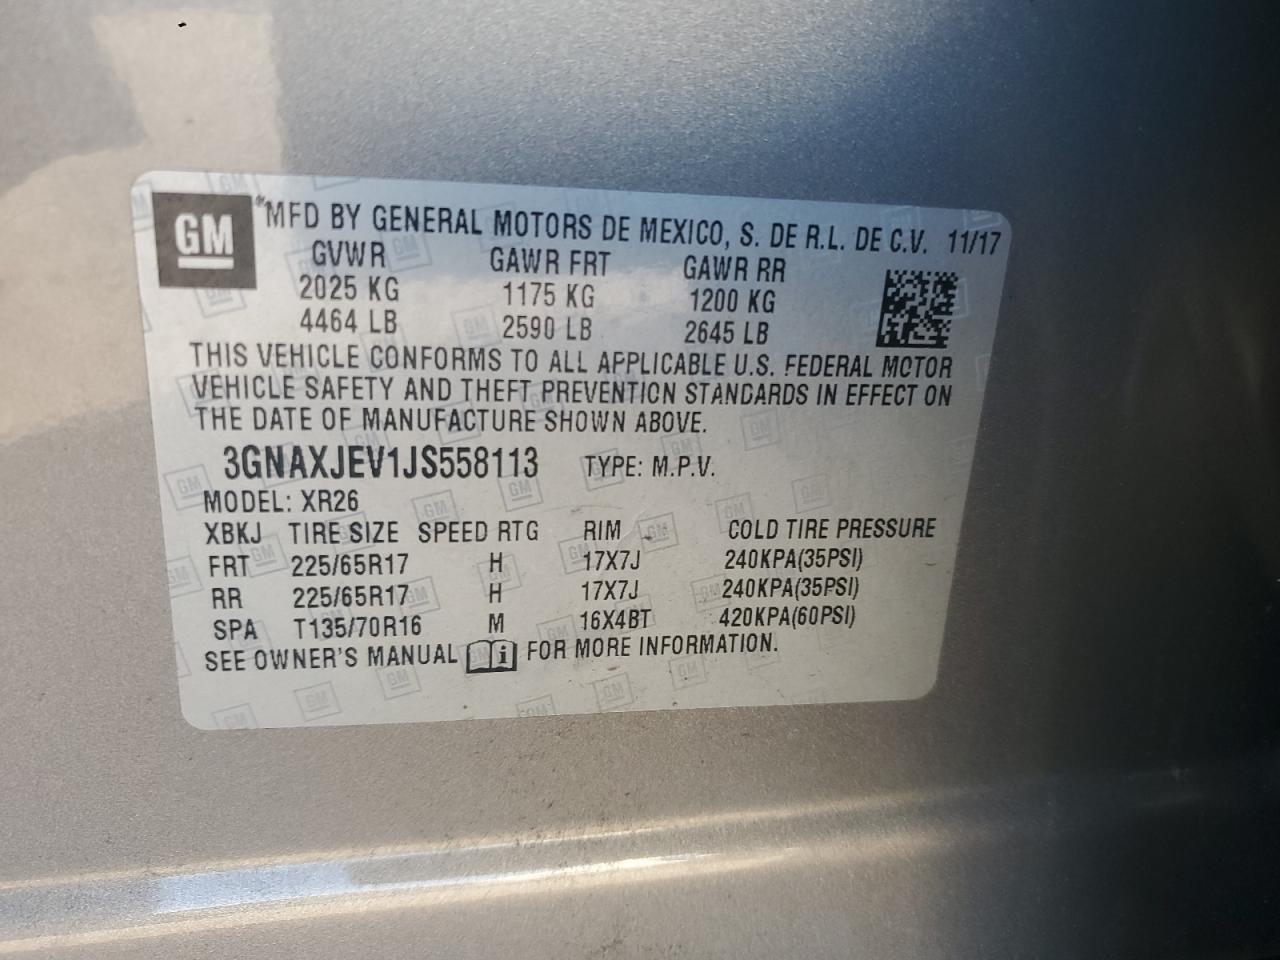 GM MFD BY GENERAL MOTORS DE MEXICO, S. DE R.L. DE C.V. 11/17
GVWR GAWR FRT GAWR RR
2025 KG 1175 KG 1200 KG
4464 LB 2590 LB 2645 LB
THIS VEHICLE CONFORMS TO ALL APPLICABLE U.S. FEDERAL MOTOR
VEHICLE SAFETY AND THEFT PREVENTION STANDARDS IN EFFECT ON
THE DATE OF MANUFACTURE SHOWN ABOVE.
3GNAXJEV1JS558113 TYPE: M.P.V.
MODEL: XR26
XBKJ TIRE SIZE SPEED RTG RIM COLD TIRE PRESSURE
FRT 225/65R17 H 17X7J 240KPA(35PSI)
RR 225/65R17 H 17X7J 240KPA(35PSI)
SPA T135/70R16 M 16X4BT 420KPA(60PSI)
SEE OWNER'S MANUAL i FOR MORE INFORMATION.